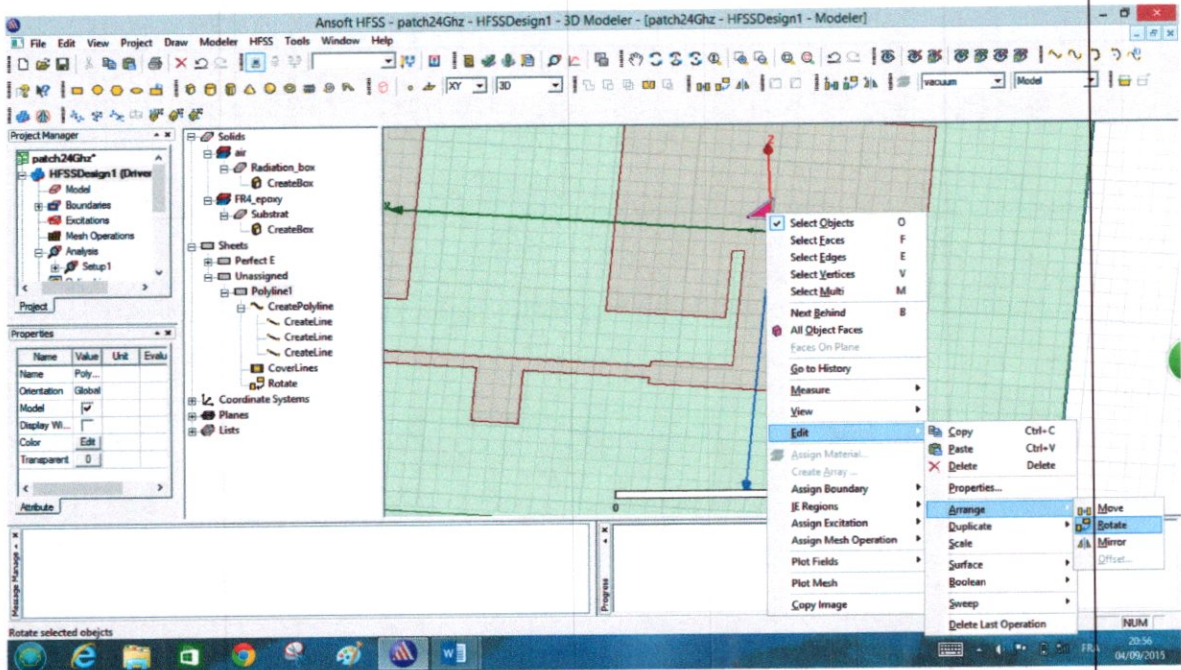 Ansoft HFSS - patch24Ghz - HFSSDesign1 - 3D Modeler - [patch24Ghz - HFSSDesign1 - Modeler]
File Edit View Project Draw Modeler HFSS Tools Window Help
XY 3D vacuum Model
Project Manager
patch24Ghz*
HFSSDesign1 (Driver
Model
Boundaries
Excitations
Mesh Operations
Analysis
Setup1
Project
Properties
Name Value Unit Evalu
Name Poly...
Orientation Global
Model
Display Wi...
Color Edit
Transparent 0
Attribute
Solids
air
Radiation_box
CreateBox
FR4_epoxy
Substrat
CreateBox
Sheets
Perfect E
Unassigned
Polyline1
CreatePolyline
CreateLine
CreateLine
CreateLine
CoverLines
Rotate
Coordinate Systems
Planes
Lists
Z
0
Select Objects O
Select Faces F
Select Edges E
Select Vertices V
Select Multi M
Next Behind B
All Object Faces
Faces On Plane
Go to History
Measure
View
Edit
Assign Material...
Create Array ...
Assign Boundary
IE Regions
Assign Excitation
Assign Mesh Operation
Plot Fields
Plot Mesh
Copy Image
Copy Ctrl+C
Paste Ctrl+V
Delete Delete
Properties...
Arrange
Duplicate
Scale
Surface
Boolean
Sweep
Delete Last Operation
Move
Rotate
Mirror
Offset...
Message Manage
Progress
Rotate selected obejcts
NUM
FRA
20:56
04/09/2015